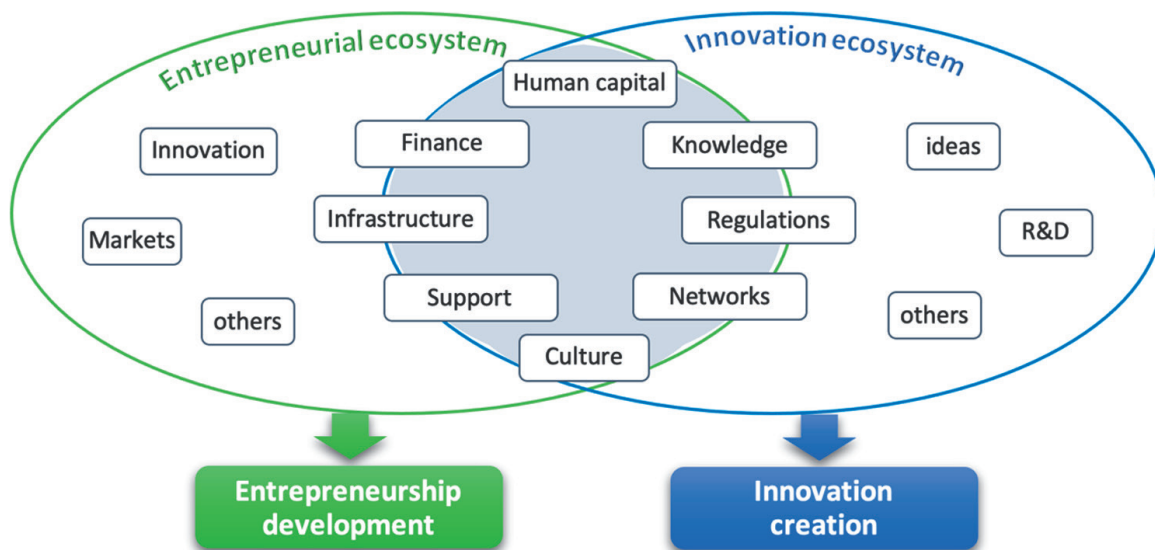 Entrepreneurial ecosystem
Innovation ecosystem
Human capital
Finance
Knowledge
Innovation
ideas
Infrastructure
Regulations
Markets
R&D
Support
Networks
others
others
Culture
Entrepreneurship
development
Innovation
creation